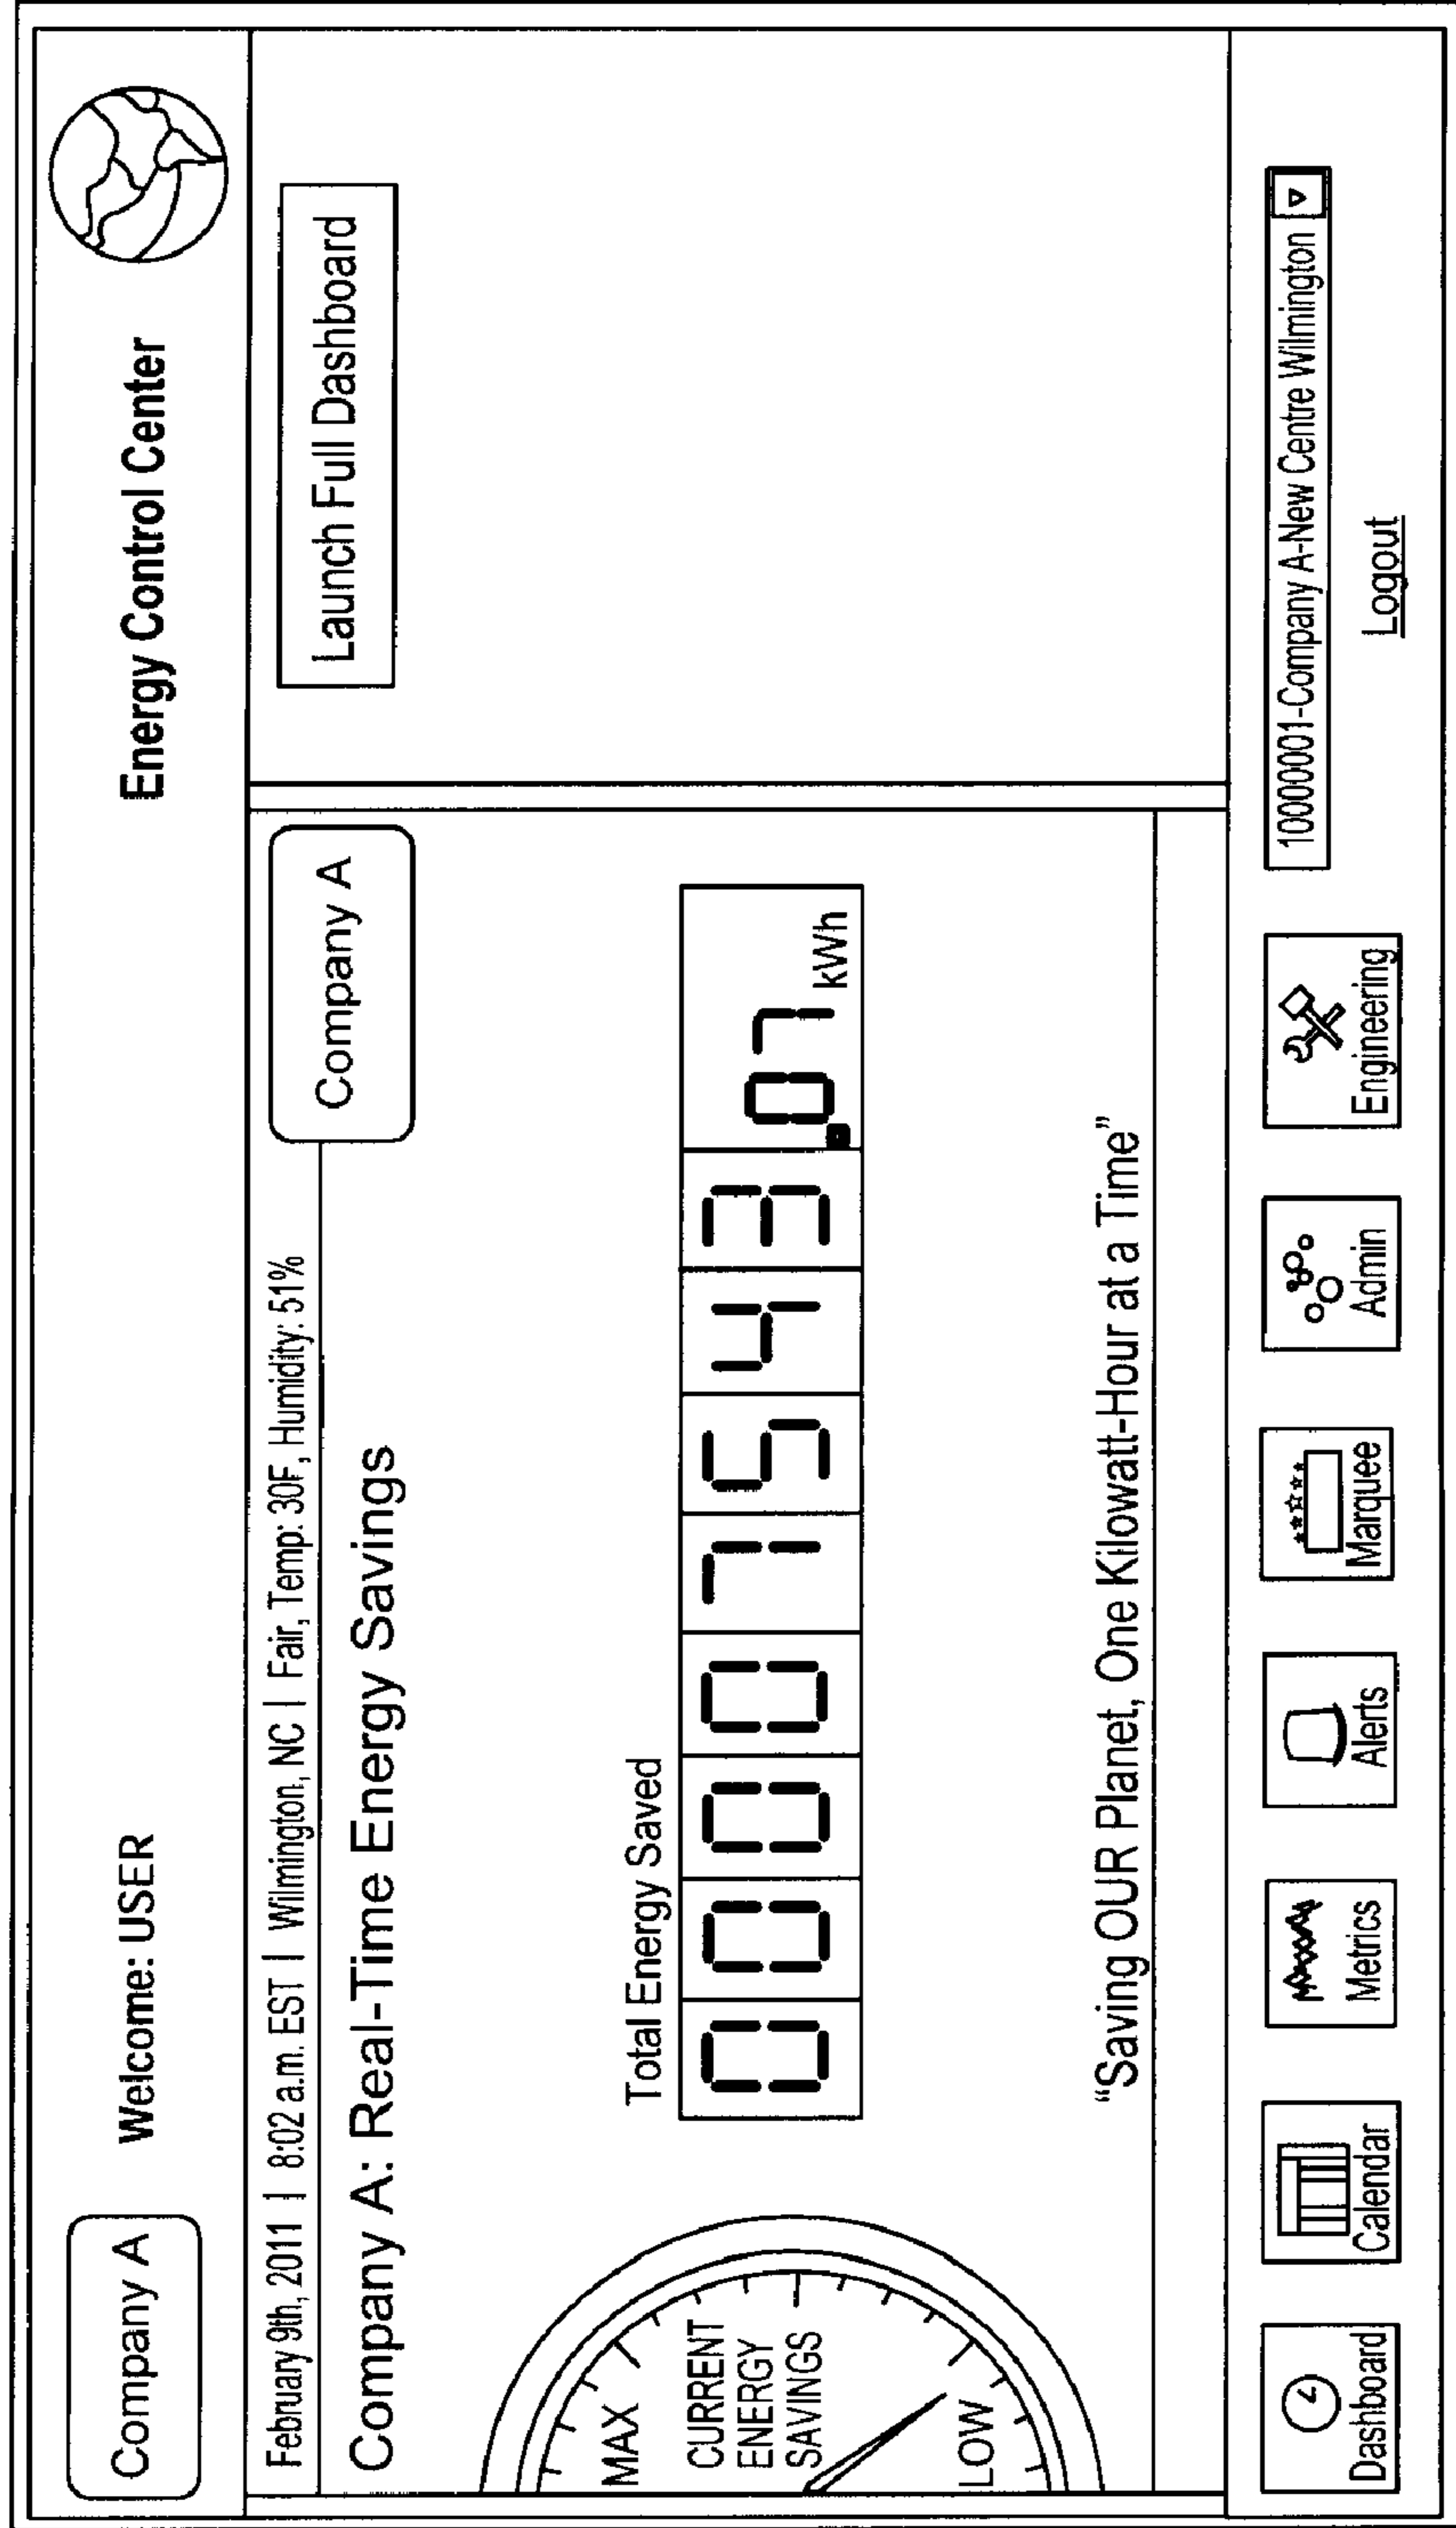 Company A
Welcome: USER
Energy Control Center
February 9th, 2011 | 8:02 a.m. EST | Wilmington, NC | Fair, Temp: 30F, Humidity: 51%
Company A
Launch Full Dashboard
Company A: Real-Time Energy Savings
MAX
CURRENT
ENERGY
SAVINGS
LOW
Total Energy Saved
00007543.07 kWh
“Saving OUR Planet, One Kilowatt-Hour at a Time”
Dashboard
Calendar
Metrics
Alerts
Marquee
Admin
Engineering
1000001-Company A-New Centre Wilmington
Logout